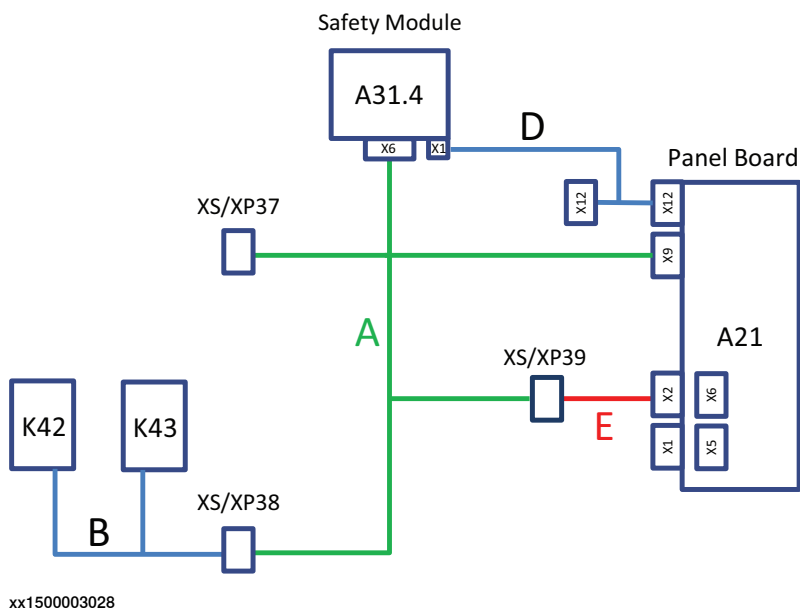 Safety Module
A31.4
X6
X1
D
Panel Board
X12
X12
XS/XP37
X9
A
A21
XS/XP39
X2
X6
E
K42
K43
X1
X5
XS/XP38
B
xx1500003028